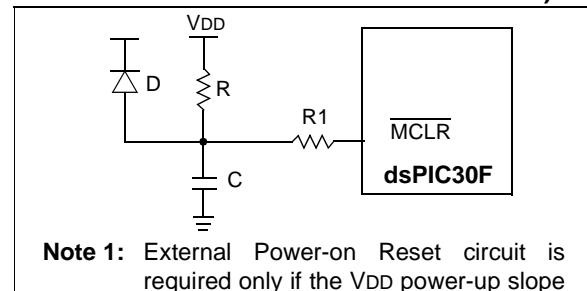 VDD
D
R
R1
MCLR
C
dsPIC30F
Note 1: External Power-on Reset circuit is
required only if the VDD power-up slope